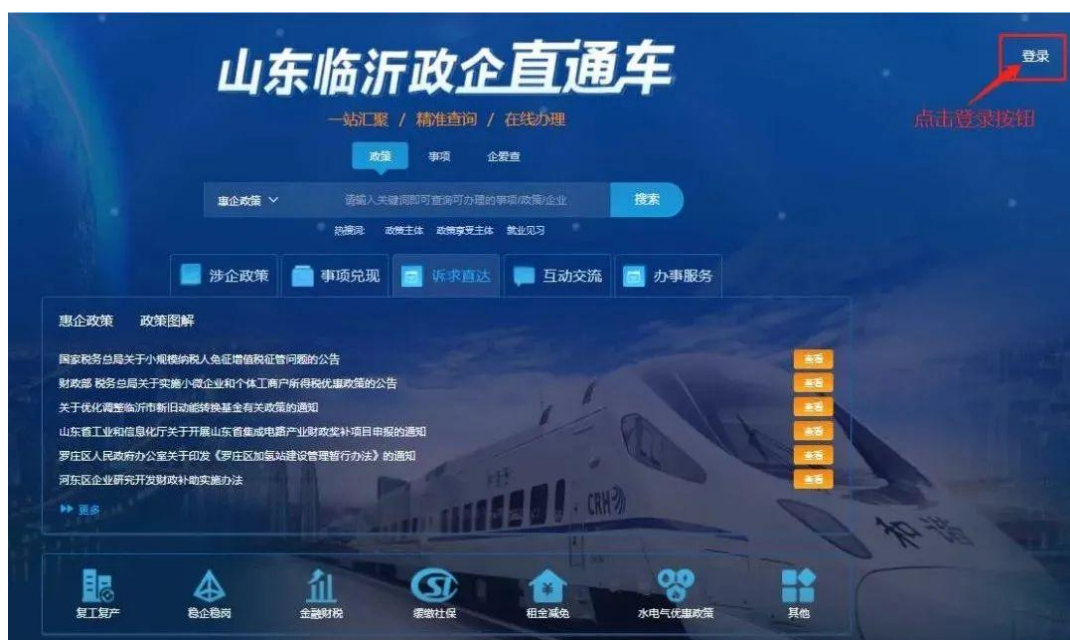 登录
山东临沂政企直通车
点击登录按钮
一站汇聚 / 精准查询 / 在线办理
政策 事项 企爱查
惠企政策 请输入关键词即可查询可办理的事项/政策/企业 搜索
热搜词: 政策主体 政策享受主体 就业见习
涉企政策 事项兑现 诉求直达 互动交流 办事服务
惠企政策 政策图解
国家税务总局关于小规模纳税人免征增值税征管问题的公告 查看
财政部 税务总局关于实施小微企业和个体工商户所得税优惠政策的公告 查看
关于优化调整临沂市新旧动能转换基金有关政策的通知 查看
山东省工业和信息化厅关于开展山东省集成电路产业财政奖补项目申报的通知 查看
罗庄区人民政府办公室关于印发《罗庄区加氢站建设管理暂行办法》的通知 查看
河东区企业研究开发财政补助实施办法 查看
更多
CRH
和谐
复工复产 稳企稳岗 金融财税 缓缴社保 租金减免 水电气优惠政策 其他